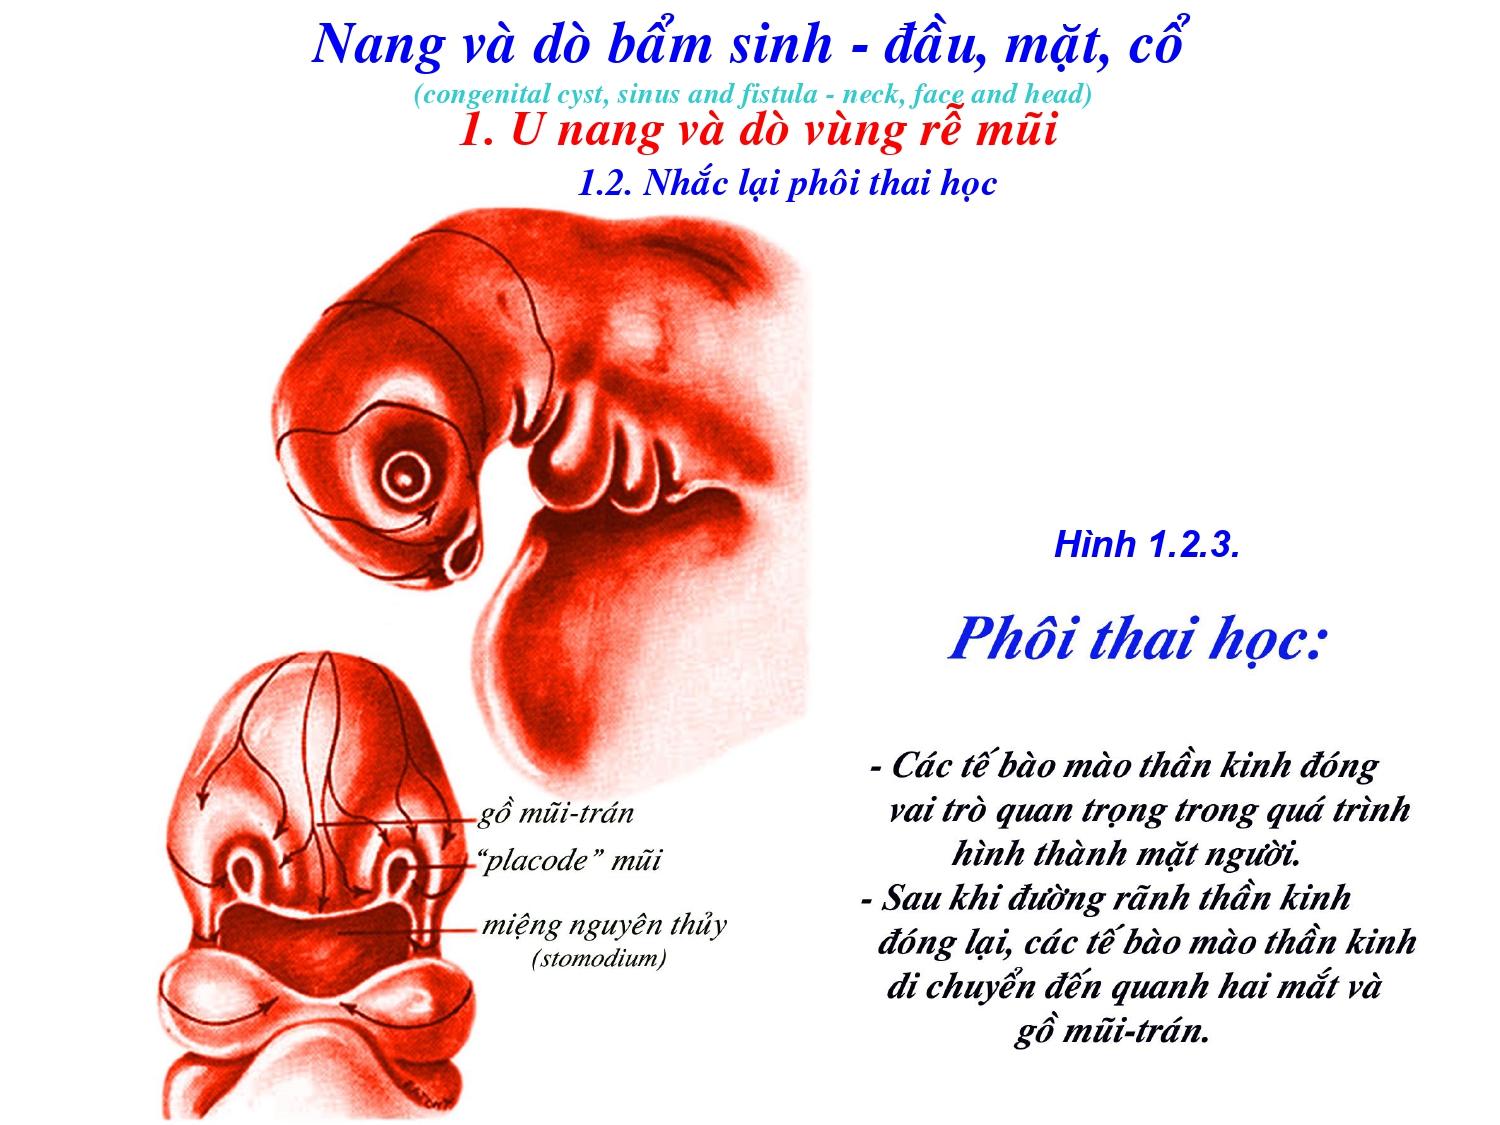 Nang và dò bẩm sinh - đầu, mặt, cổ
(congenital cyst, sinus and fistula - neck, face and head)
1. U nang và dò vùng rễ mũi
1.2. Nhắc lại phôi thai học
Hình 1.2.3.
Phôi thai học:
gồ mũi-trán
“placode” mũi
miệng nguyên thủy
(stomodium)
- Các tế bào mào thần kinh đóng
vai trò quan trọng trong quá trình
hình thành mặt người.
- Sau khi đường rãnh thần kinh
đóng lại, các tế bào mào thần kinh
di chuyển đến quanh hai mắt và
gồ mũi-trán.